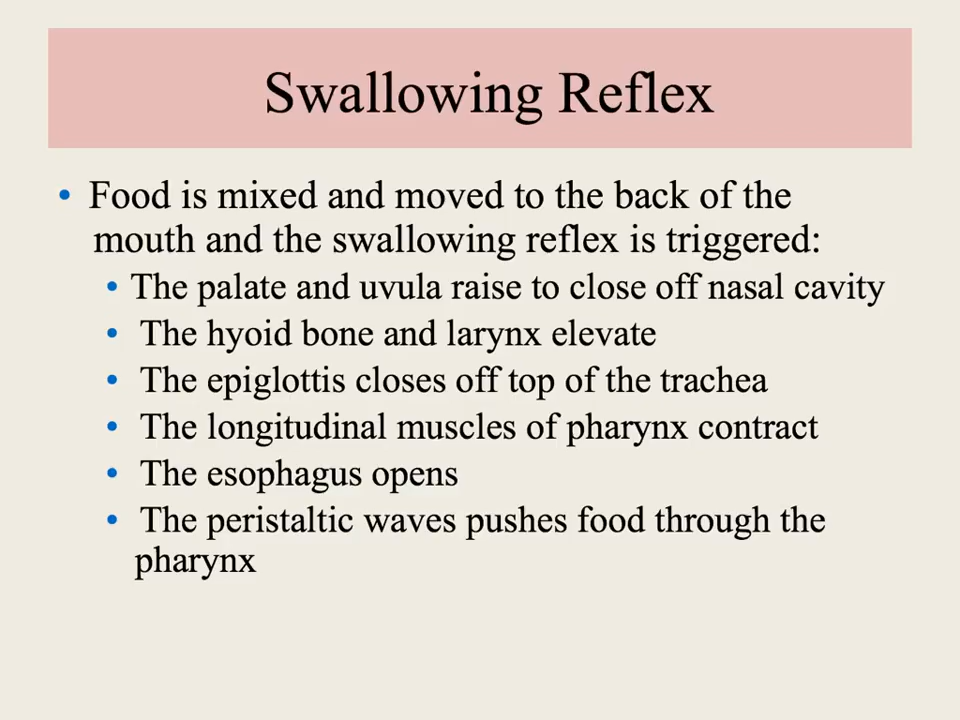 Swallowing Reflex
• Food is mixed and moved to the back of the
mouth and the swallowing reflex is triggered:
• The palate and uvula raise to close off nasal cavity
• The hyoid bone and larynx elevate
• The epiglottis closes off top of the trachea
• The longitudinal muscles of pharynx contract
• The esophagus opens
• The peristaltic waves pushes food through the
pharynx